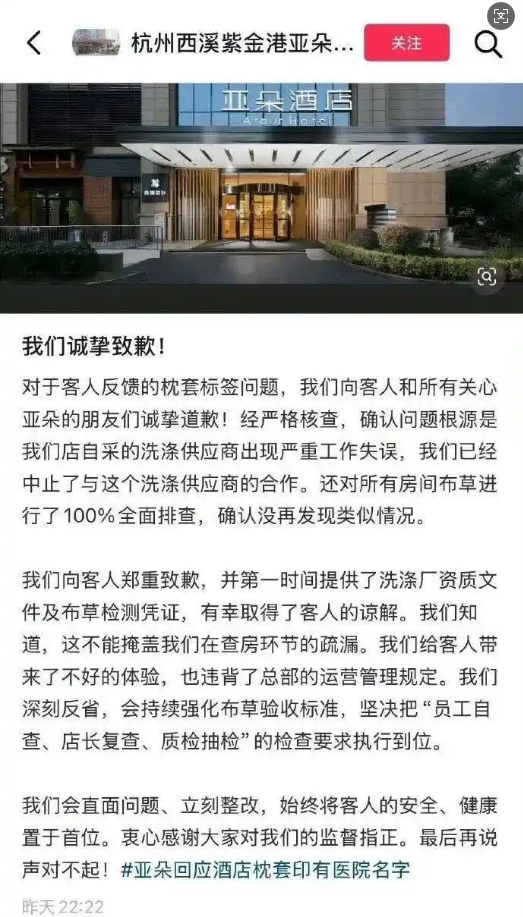 杭州西溪紫金港亚朵...
关注
亚朵酒店
Atour Hotel
我们诚挚致歉！
对于客人反馈的枕套标签问题，我们向客人和所有关心
亚朵的朋友们诚挚道歉！经严格核查，确认问题根源是
我们店自采的洗涤供应商出现严重工作失误，我们已经
中止了与这个洗涤供应商的合作。还对所有房间布草进
行了100%全面排查，确认没再发现类似情况。
我们向客人郑重致歉，并第一时间提供了洗涤厂资质文
件及布草检测凭证，有幸取得了客人的谅解。我们知
道，这不能掩盖我们在查房环节的疏漏。我们给客人带
来了不好的体验，也违背了总部的运营管理规定。我们
深刻反省，会持续强化布草验收标准，坚决把“员工自
查、店长复查、质检抽检”的检查要求执行到位。
我们会直面问题、立刻整改，始终将客人的安全、健康
置于首位。衷心感谢大家对我们的监督指正。最后再说
声对不起！#亚朵回应酒店枕套印有医院名字
昨天 22:22